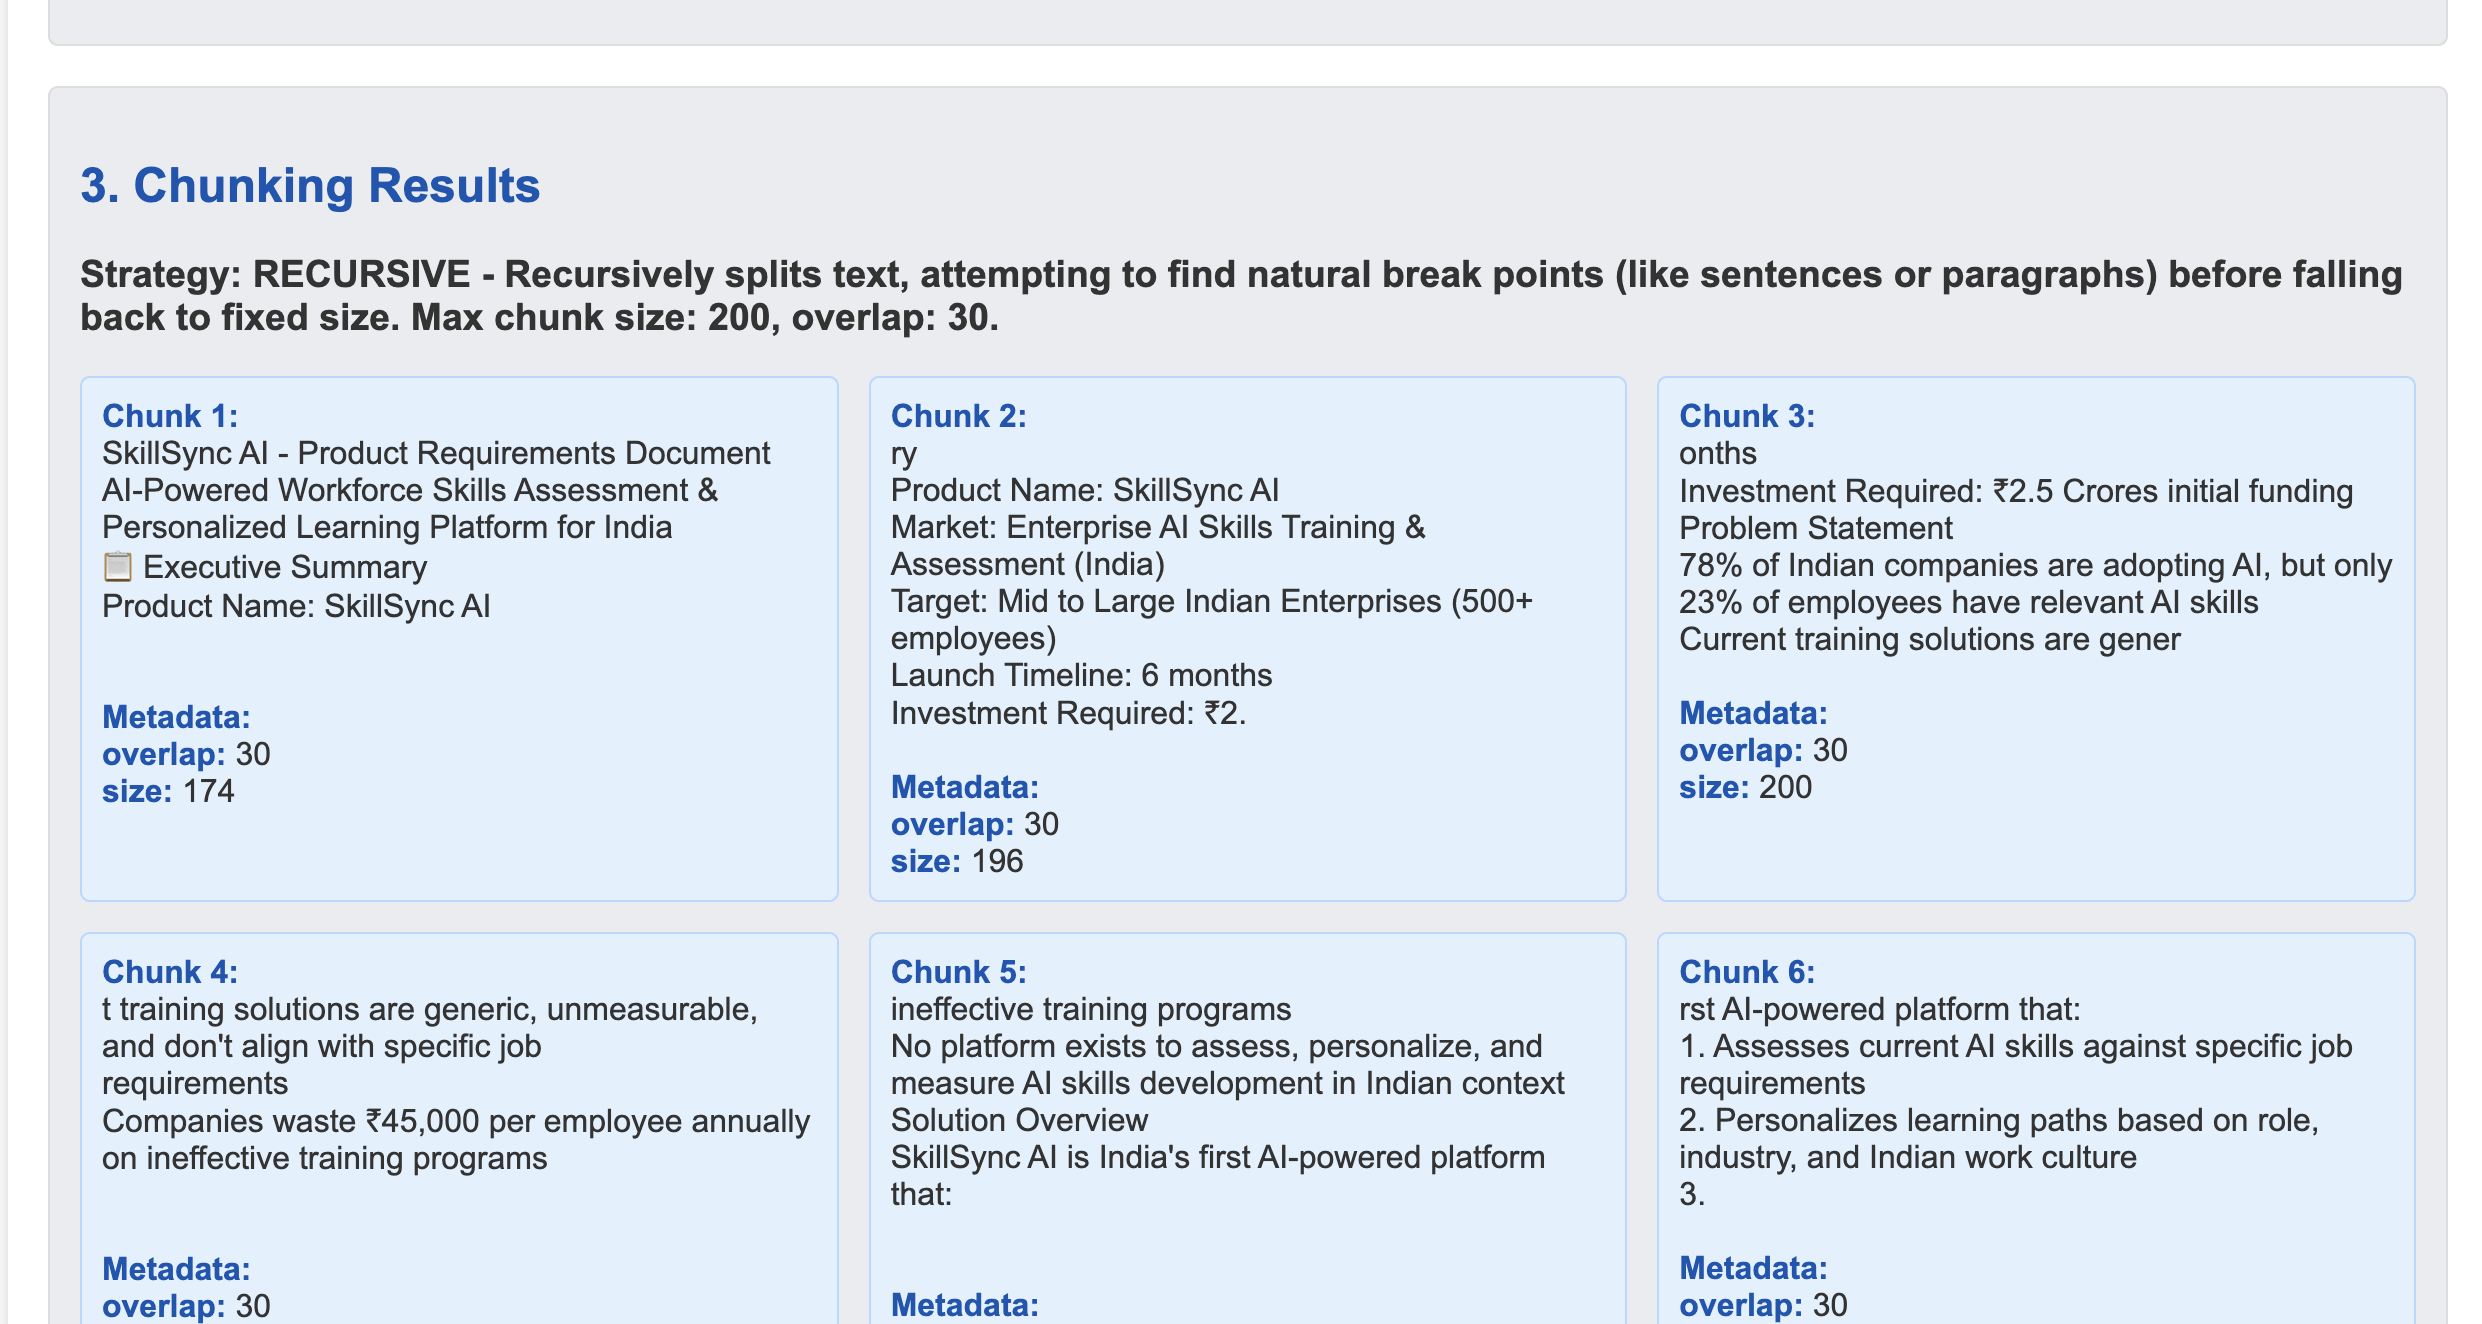 3. Chunking Results
Strategy: RECURSIVE - Recursively splits text, attempting to find natural break points (like sentences or paragraphs) before falling
back to fixed size. Max chunk size: 200, overlap: 30.
Chunk 1:
SkillSync AI - Product Requirements Document
AI-Powered Workforce Skills Assessment &
Personalized Learning Platform for India
📋 Executive Summary
Product Name: SkillSync AI
Metadata:
overlap: 30
size: 174
Chunk 2:
ry
Product Name: SkillSync AI
Market: Enterprise AI Skills Training &
Assessment (India)
Target: Mid to Large Indian Enterprises (500+
employees)
Launch Timeline: 6 months
Investment Required: ₹2.
Metadata:
overlap: 30
size: 196
Chunk 3:
onths
Investment Required: ₹2.5 Crores initial funding
Problem Statement
78% of Indian companies are adopting AI, but only
23% of employees have relevant AI skills
Current training solutions are gener
Metadata:
overlap: 30
size: 200
Chunk 4:
t training solutions are generic, unmeasurable,
and don't align with specific job
requirements
Companies waste ₹45,000 per employee annually
on ineffective training programs
Metadata:
overlap: 30
Chunk 5:
ineffective training programs
No platform exists to assess, personalize, and
measure AI skills development in Indian context
Solution Overview
SkillSync AI is India's first AI-powered platform
that:
Metadata:
Chunk 6:
rst AI-powered platform that:
1. Assesses current AI skills against specific job
requirements
2. Personalizes learning paths based on role,
industry, and Indian work culture
3.
Metadata:
overlap: 30